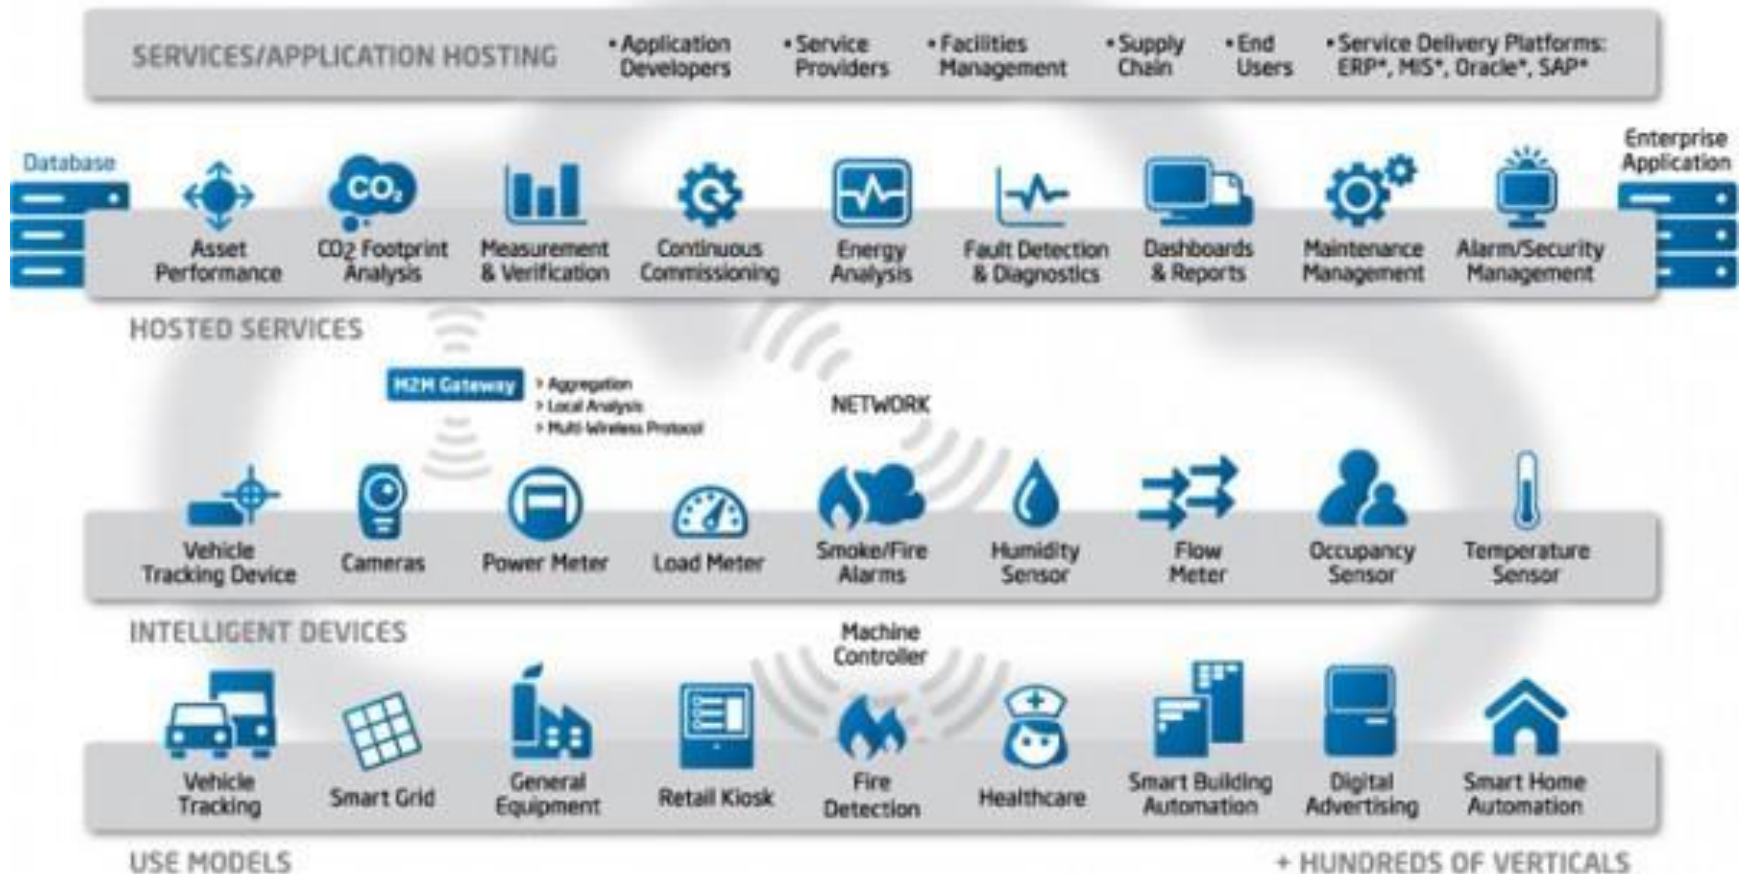 SERVICES/APPLICATION HOSTING
• Application
Developers
• Service
Providers
• Facilities
Management
• Supply
Chain
• End
Users
• Service Delivery Platforms:
ERP*, MIS*, Oracle*, SAP*
Database
Enterprise
Application
CO2
Asset
Performance
CO2 Footprint
Analysis
Measurement
& Verification
Continuous
Commissioning
Energy
Analysis
Fault Detection
& Diagnostics
Dashboards
& Reports
Maintenance
Management
Alarm/Security
Management
HOSTED SERVICES
M2M Gateway
> Aggregation
> Local Analysis
> Multi-Wireless Protocol
NETWORK
Vehicle
Tracking Device
Cameras
Power Meter
Load Meter
Smoke/Fire
Alarms
Humidity
Sensor
Flow
Meter
Occupancy
Sensor
Temperature
Sensor
INTELLIGENT DEVICES
Machine
Controller
Vehicle
Tracking
Smart Grid
General
Equipment
Retail Kiosk
Fire
Detection
Healthcare
Smart Building
Automation
Digital
Advertising
Smart Home
Automation
USE MODELS
+ HUNDREDS OF VERTICALS